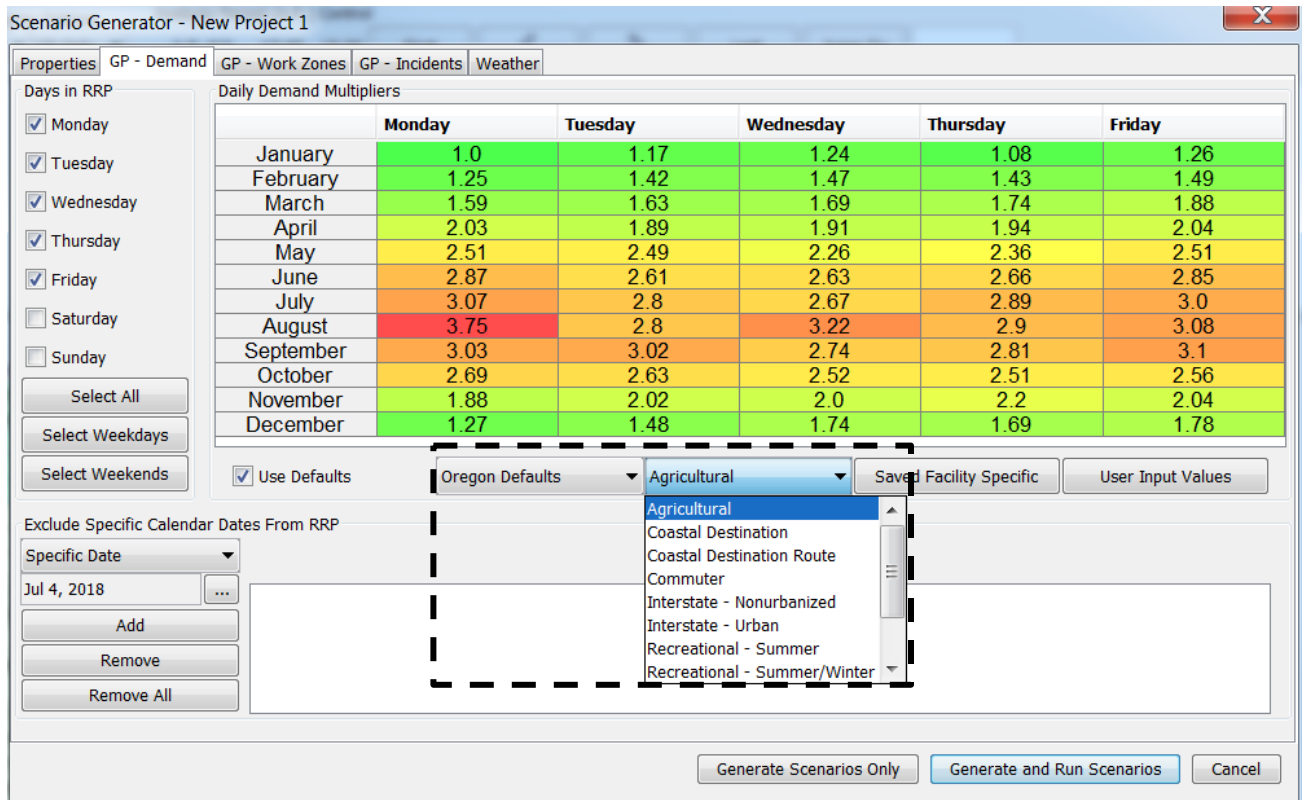 Scenario Generator - New Project 1
X
Properties GP - Demand GP - Work Zones GP - Incidents Weather
Days in RRP
Monday
Tuesday
Wednesday
Thursday
Friday
Saturday
Sunday
Select All
Select Weekdays
Select Weekends
Daily Demand Multipliers
Monday Tuesday Wednesday Thursday Friday
January 1.0 1.17 1.24 1.08 1.26
February 1.25 1.42 1.47 1.43 1.49
March 1.59 1.63 1.69 1.74 1.88
April 2.03 1.89 1.91 1.94 2.04
May 2.51 2.49 2.26 2.36 2.51
June 2.87 2.61 2.63 2.66 2.85
July 3.07 2.8 2.67 2.89 3.0
August 3.75 2.8 3.22 2.9 3.08
September 3.03 3.02 2.74 2.81 3.1
October 2.69 2.63 2.52 2.51 2.56
November 1.88 2.02 2.0 2.2 2.04
December 1.27 1.48 1.74 1.69 1.78
Use Defaults Oregon Defaults Agricultural Saved Facility Specific User Input Values
Agricultural
Coastal Destination
Coastal Destination Route
Commuter
Interstate - Nonurbanized
Interstate - Urban
Recreational - Summer
Recreational - Summer/Winter
Exclude Specific Calendar Dates From RRP
Specific Date
Jul 4, 2018 ...
Add
Remove
Remove All
Generate Scenarios Only Generate and Run Scenarios Cancel